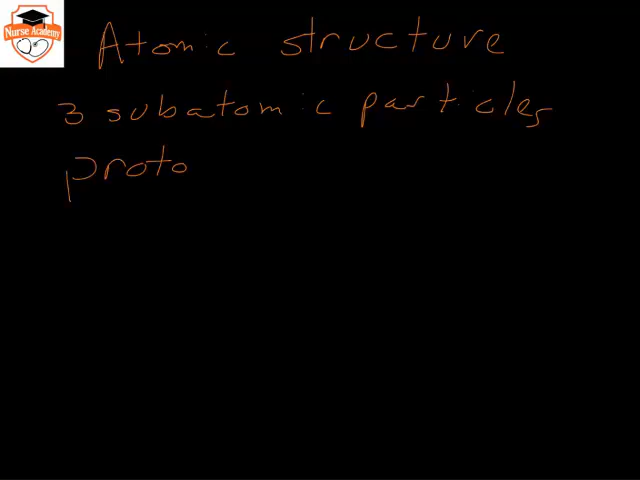 Nurse Academy
Atomic structure
3 subatomic particles
proto